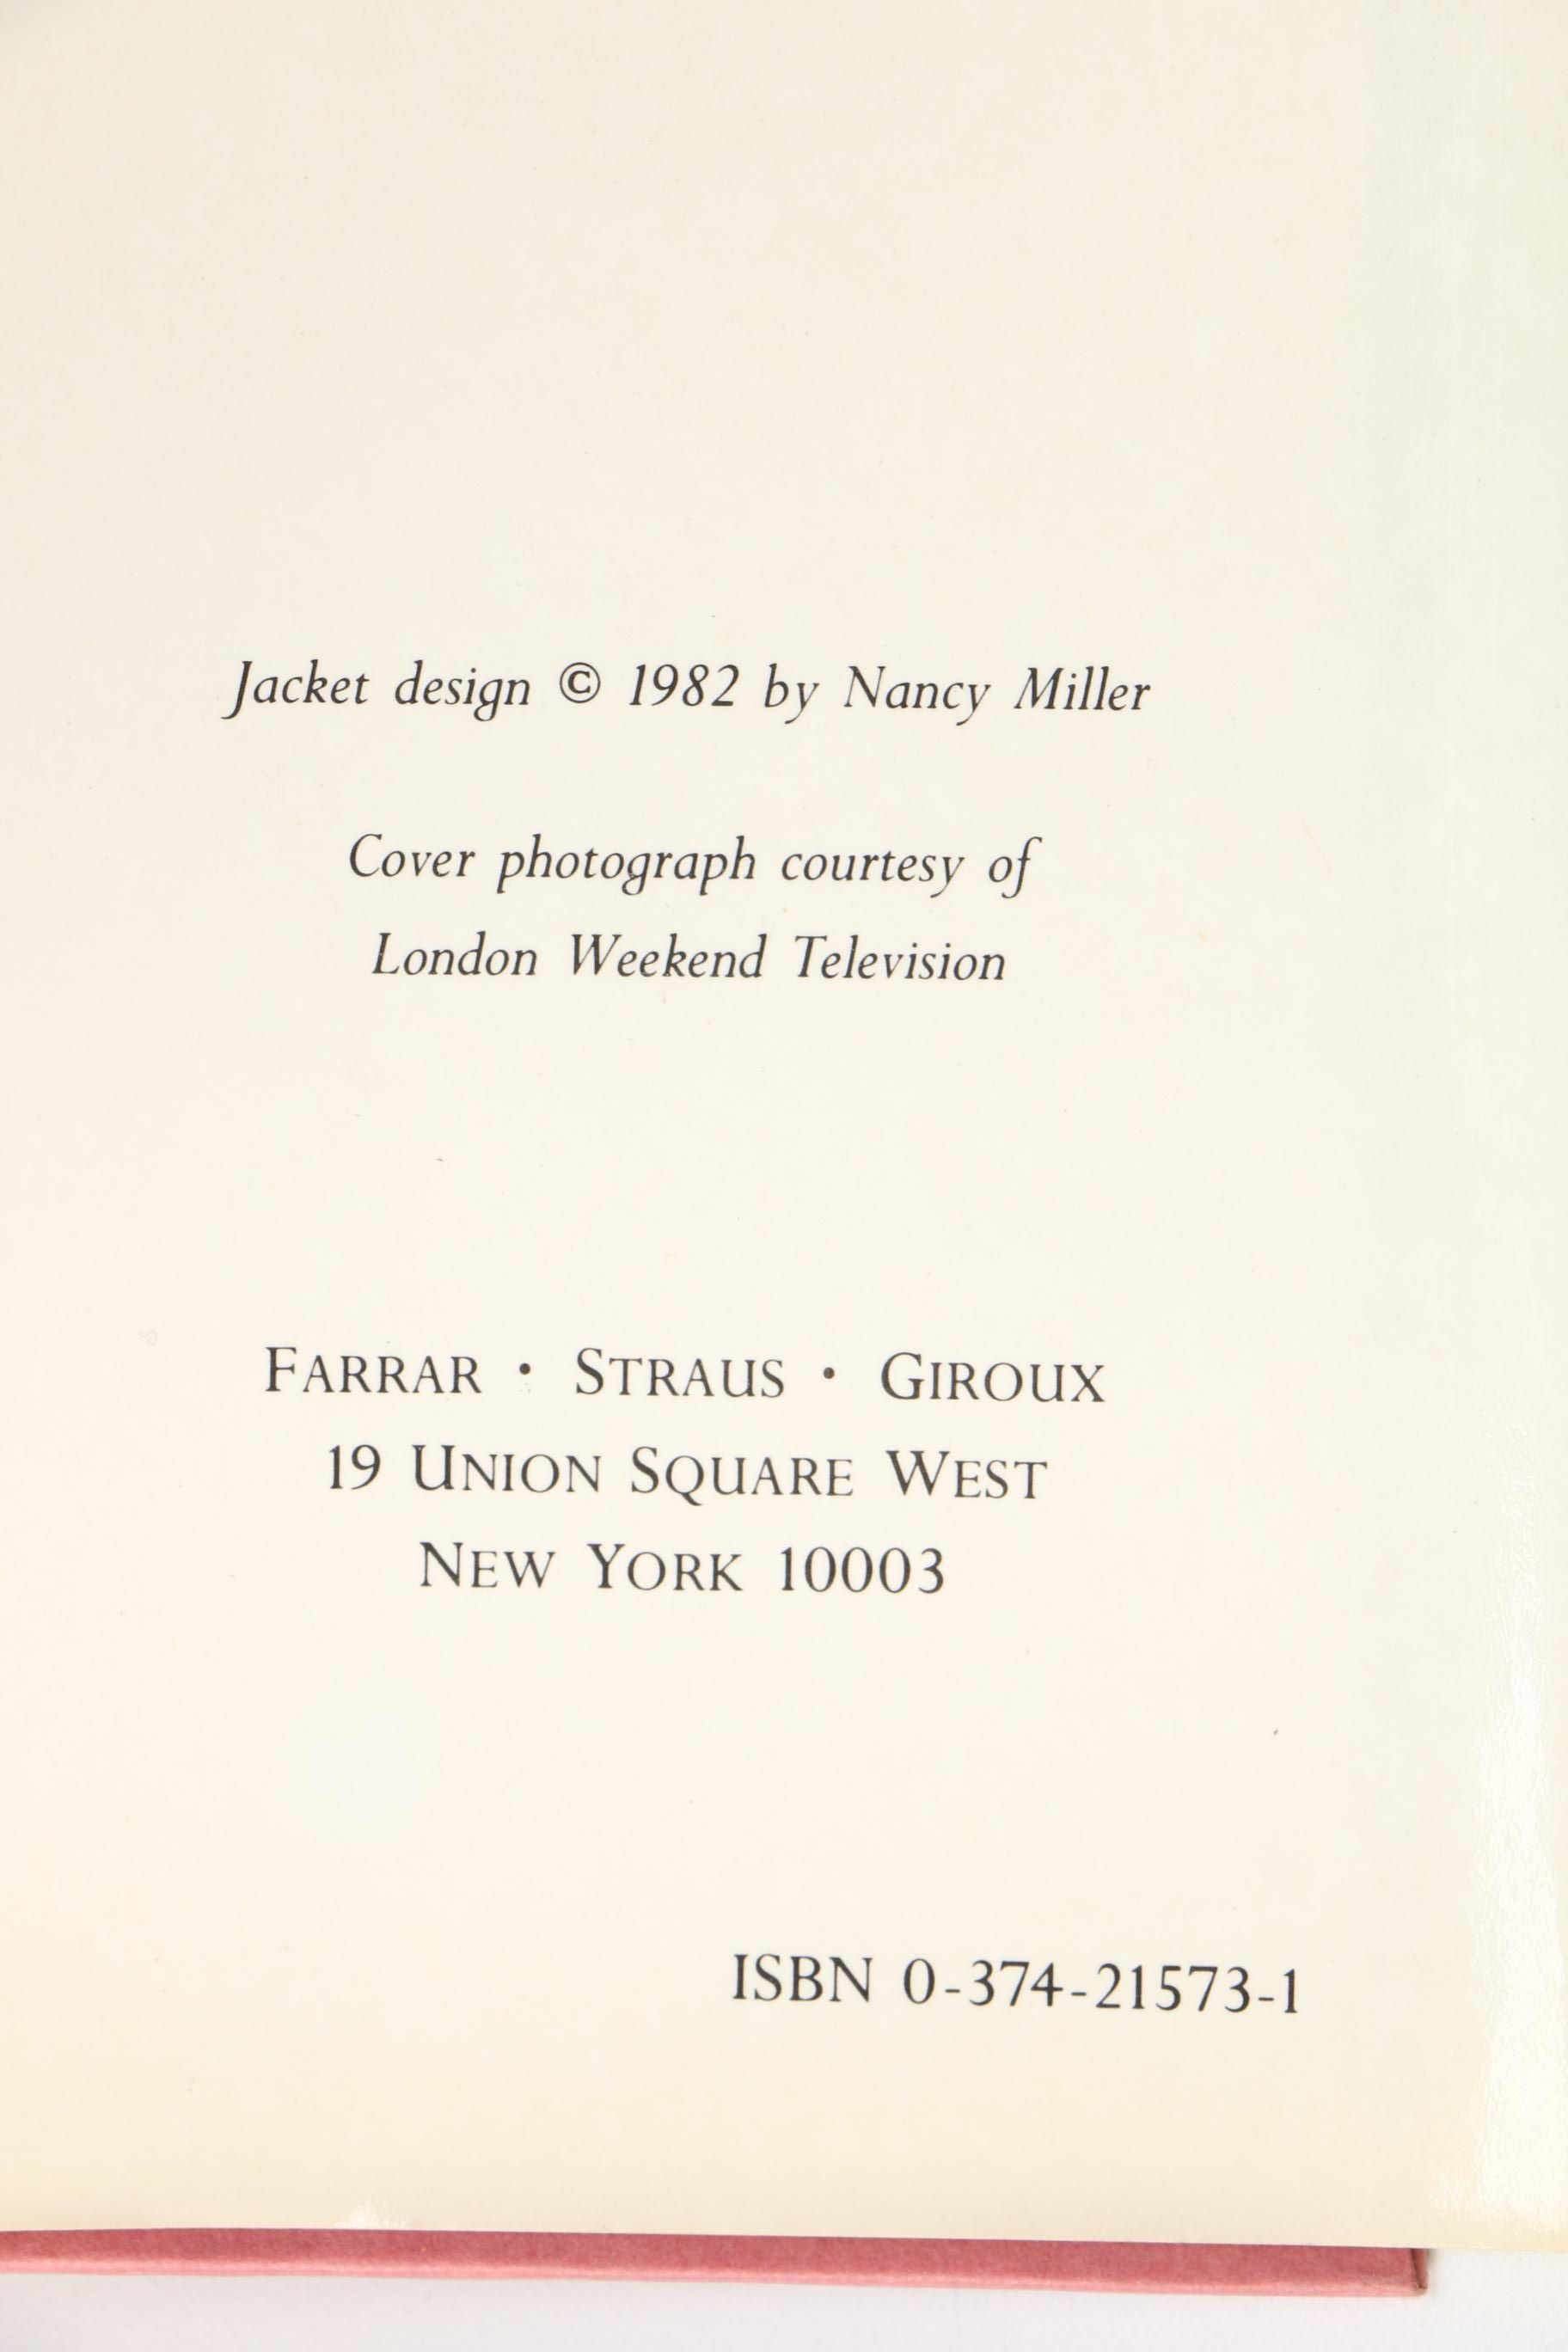 Jacket design © 1982 by Nancy Miller
Cover photograph courtesy of
London Weekend Television
FARRAR • STRAUS • GIROUX
19 UNION SQUARE WEST
NEW YORK 10003
ISBN 0-374-21573-1